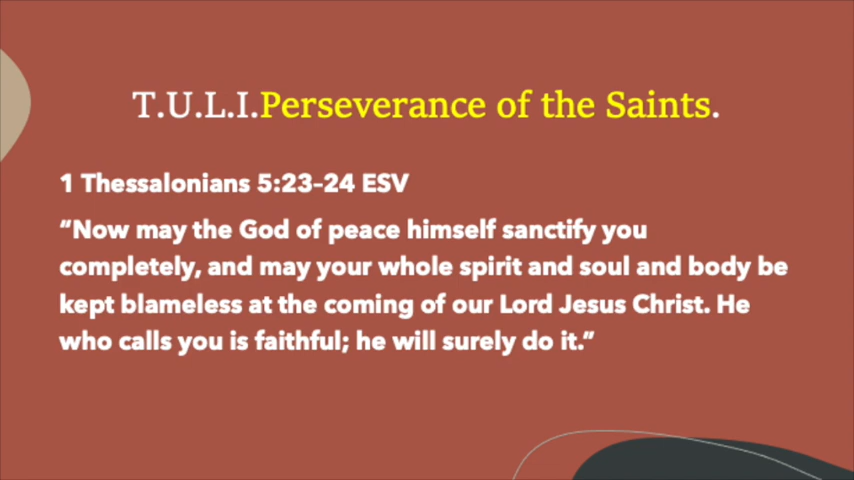 T.U.L.I.Perseverance of the Saints.
1 Thessalonians 5:23–24 ESV
“Now may the God of peace himself sanctify you
completely, and may your whole spirit and soul and body be
kept blameless at the coming of our Lord Jesus Christ. He
who calls you is faithful; he will surely do it.”